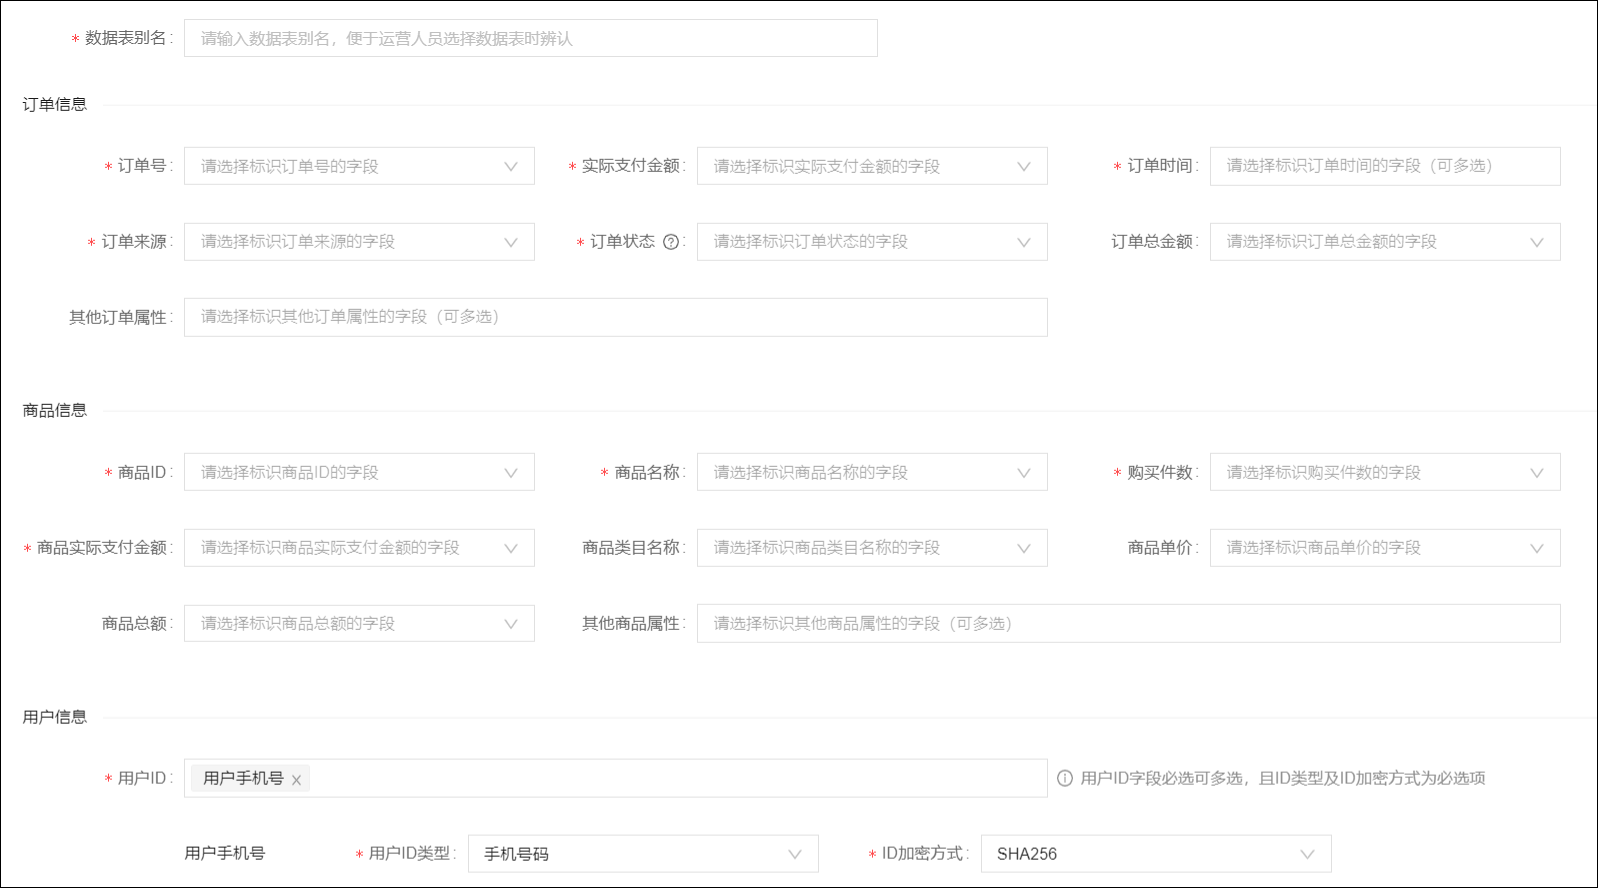 * 数据表别名: 请输入数据表别名，便于运营人员选择数据表时辨认
订单信息
* 订单号: 请选择标识订单号的字段 * 实际支付金额: 请选择标识实际支付金额的字段 * 订单时间: 请选择标识订单时间的字段（可多选）
* 订单来源: 请选择标识订单来源的字段 * 订单状态 ?: 请选择标识订单状态的字段 订单总金额: 请选择标识订单总金额的字段
其他订单属性: 请选择标识其他订单属性的字段（可多选）
商品信息
* 商品ID: 请选择标识商品ID的字段 * 商品名称: 请选择标识商品名称的字段 * 购买件数: 请选择标识购买件数的字段
* 商品实际支付金额: 请选择标识商品实际支付金额的字段 商品类目名称: 请选择标识商品类目名称的字段 商品单价: 请选择标识商品单价的字段
商品总额: 请选择标识商品总额的字段 其他商品属性: 请选择标识其他商品属性的字段（可多选）
用户信息
* 用户ID: 用户手机号 x 用户ID字段必选可多选，且ID类型及ID加密方式为必选项
用户手机号 * 用户ID类型: 手机号码 * ID加密方式: SHA256